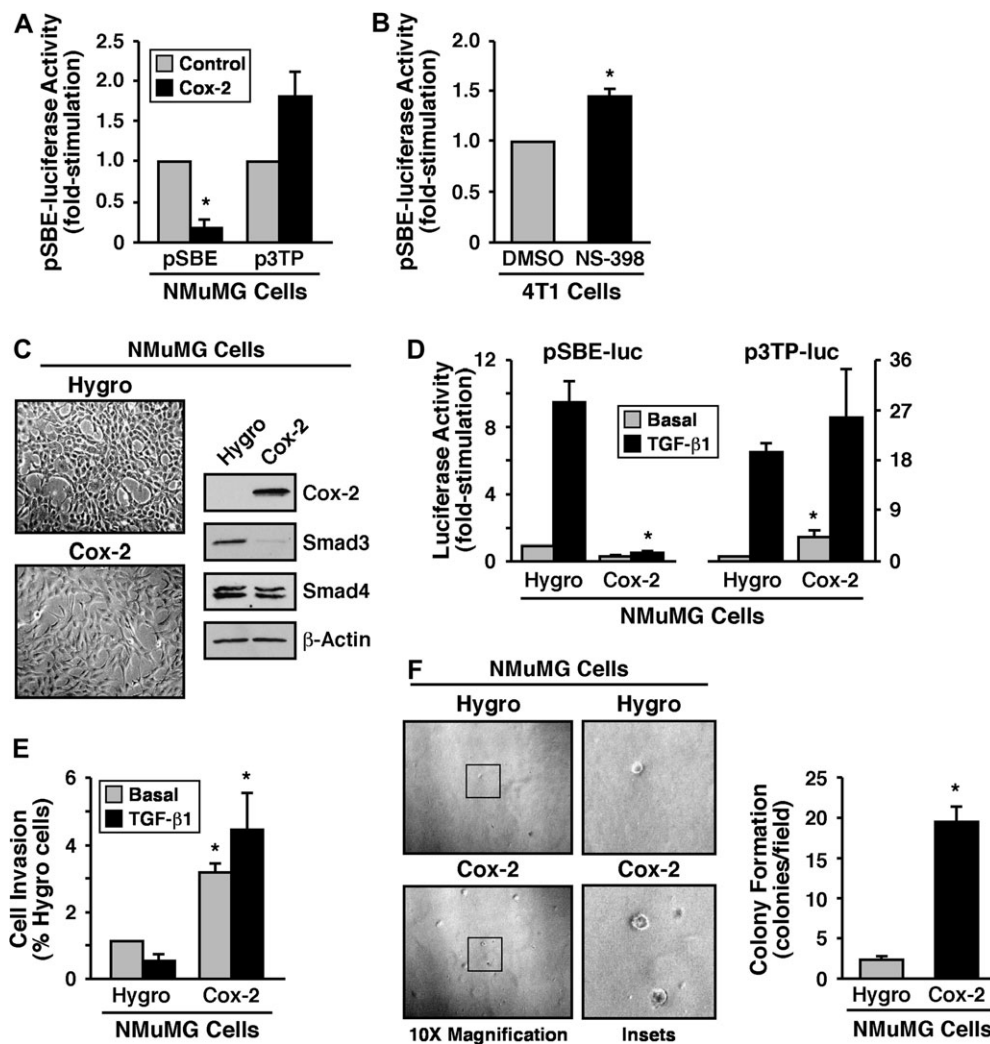 A
pSBE-luciferase Activity
(fold-stimulation)
2.5
2.0
1.5
1.0
0.5
0
Control
Cox-2
*
pSBE
p3TP
NMuMG Cells
B
pSBE-luciferase Activity
(fold-stimulation)
2.0
1.5
1.0
0.5
0
*
DMSO
NS-398
4T1 Cells
C
NMuMG Cells
Hygro
Cox-2
Hygro
Cox-2
Cox-2
Smad3
Smad4
β-Actin
D
pSBE-luc
p3TP-luc
Luciferase Activity
(fold-stimulation)
12
8
4
0
Basal
TGF-β1
*
*
36
27
18
9
0
Hygro
Cox-2
Hygro
Cox-2
NMuMG Cells
E
Cell Invasion
(% Hygro cells)
6
4
2
0
Basal
TGF-β1
*
*
Hygro
Cox-2
NMuMG Cells
F
NMuMG Cells
Hygro
Hygro
Cox-2
Cox-2
10X Magnification
Insets
Colony Formation
(colonies/field)
25
20
15
10
5
0
*
Hygro
Cox-2
NMuMG Cells